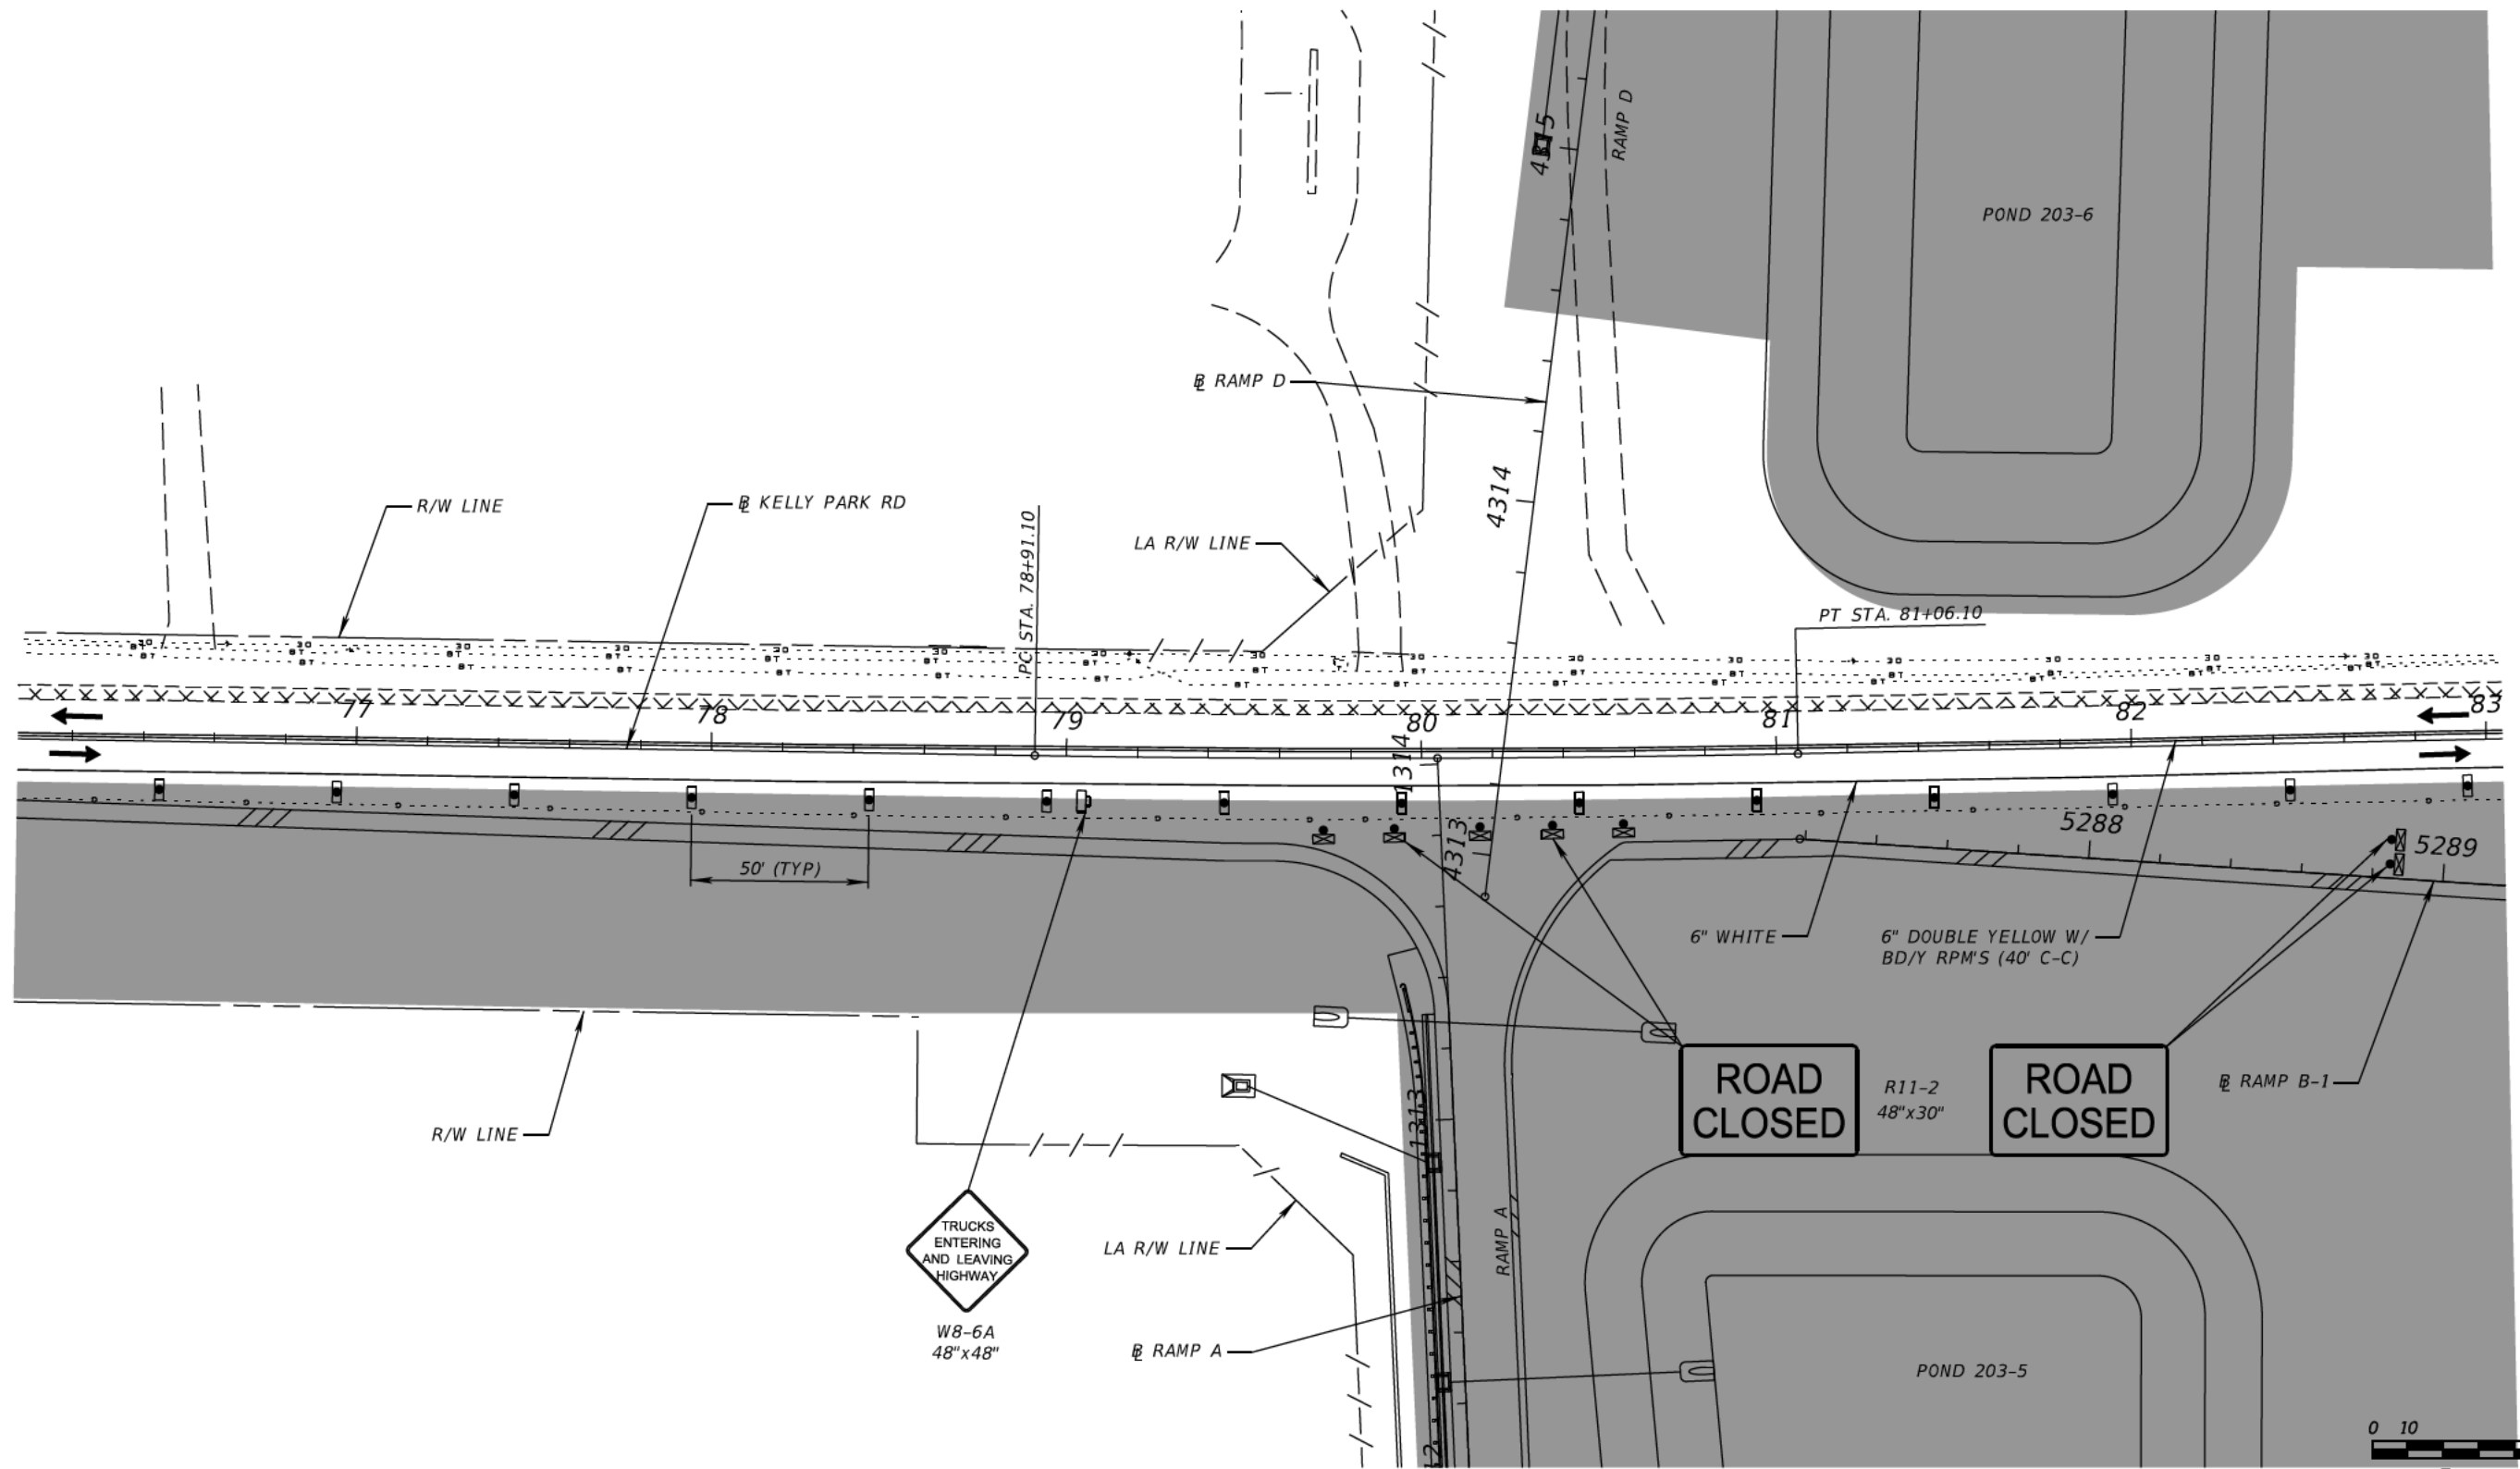 4315
RAMP D
POND 203-6
℄ RAMP D
4314
R/W LINE
℄ KELLY PARK RD
PC STA. 78+91.10
LA R/W LINE
PT STA. 81+06.10
77
78
79
80
81
82
83
1314
4313
5288
5289
50' (TYP)
6" WHITE
6" DOUBLE YELLOW W/
BD/Y RPM'S (40' C-C)
ROAD
CLOSED
R11-2
48"x30"
ROAD
CLOSED
℄ RAMP B-1
R/W LINE
1313
TRUCKS
ENTERING
AND LEAVING
HIGHWAY
W8-6A
48"x48"
LA R/W LINE
RAMP A
℄ RAMP A
POND 203-5
0 10